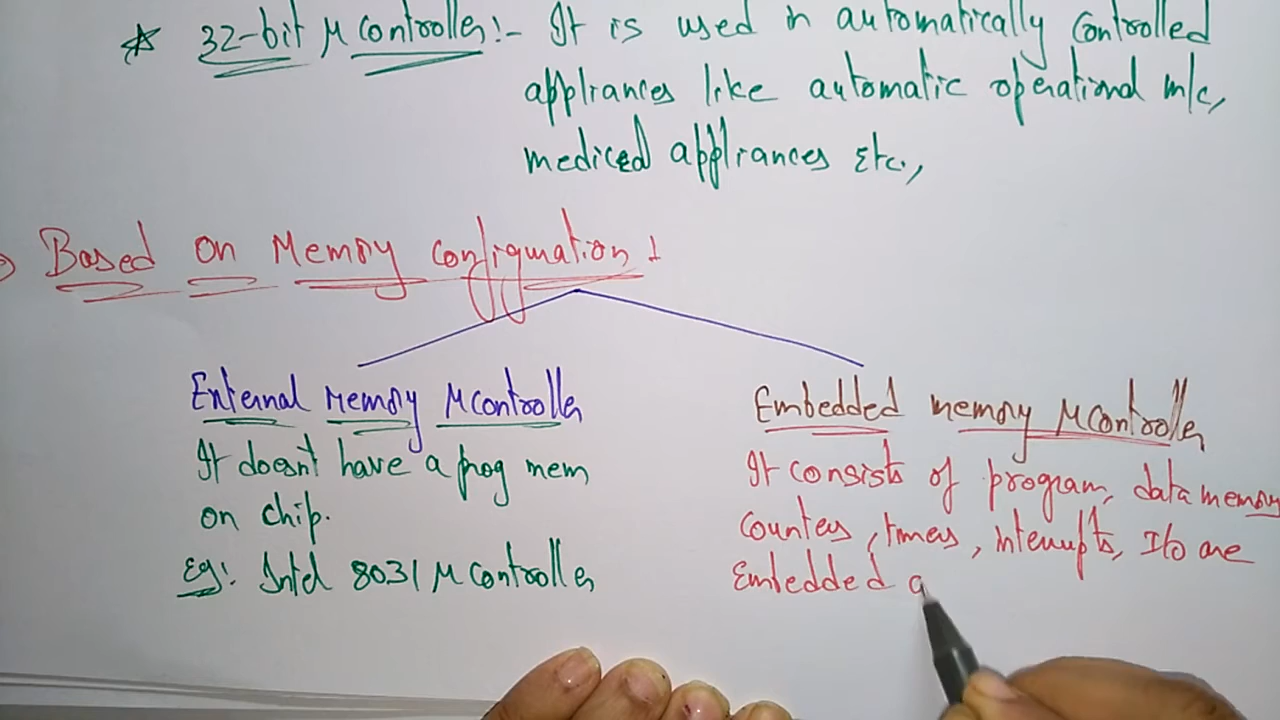 ☆ 32-bit μ controller:- It is used in automatically controlled
appliances like automatic operational m/c,
mediced appliances Etc.,
Based on Memory configuration :
External memory μcontroller
It doesn't have a prog mem
on chip.
Eg: Intel 8031 μ controller
Embedded memory μcontroller
It consists of program, data memory
counters, timers, interrupts, I/o are
Embedded a